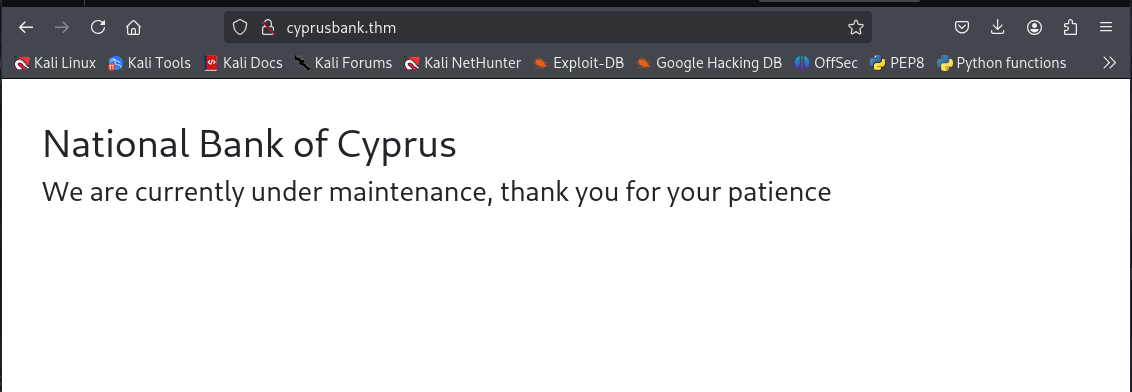 cyprusbank.thm
Kali Linux Kali Tools Kali Docs Kali Forums Kali NetHunter Exploit-DB Google Hacking DB OffSec PEP8 Python functions
National Bank of Cyprus
We are currently under maintenance, thank you for your patience